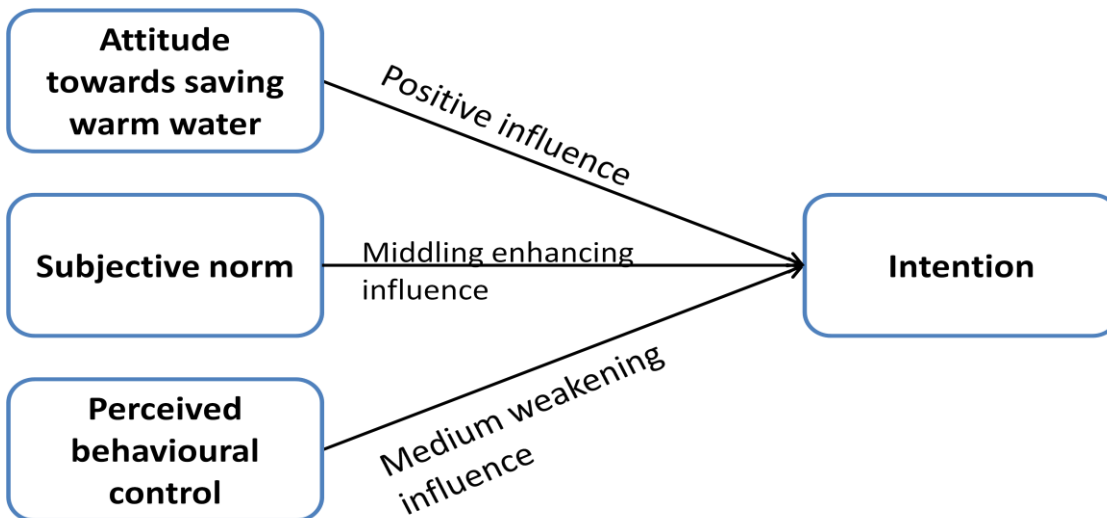 Attitude
towards saving
warm water
Positive influence
Subjective norm
Middling enhancing
influence
Intention
Perceived
behavioural
control
Medium weakening
influence